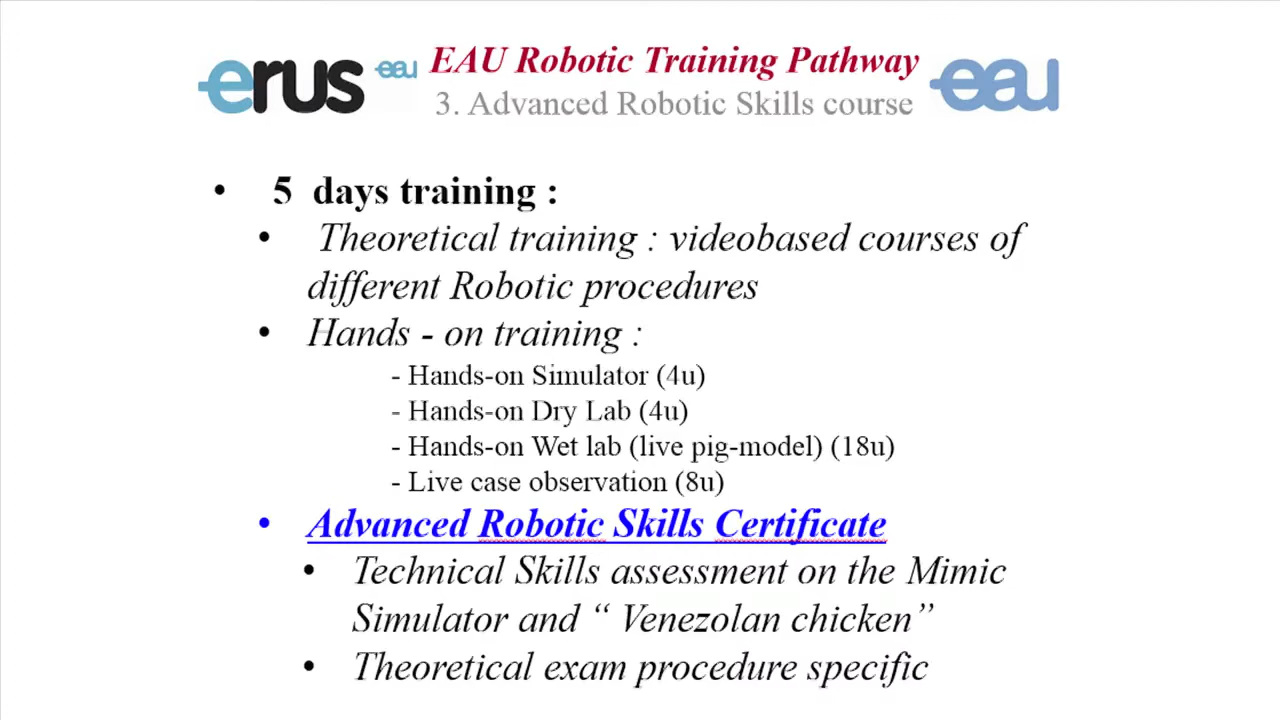 erus eau EAU Robotic Training Pathway eau
3. Advanced Robotic Skills course
• 5 days training :
• Theoretical training : videobased courses of
different Robotic procedures
• Hands - on training :
- Hands-on Simulator (4u)
- Hands-on Dry Lab (4u)
- Hands-on Wet lab (live pig-model) (18u)
- Live case observation (8u)
• Advanced Robotic Skills Certificate
• Technical Skills assessment on the Mimic
Simulator and “ Venezolan chicken”
• Theoretical exam procedure specific